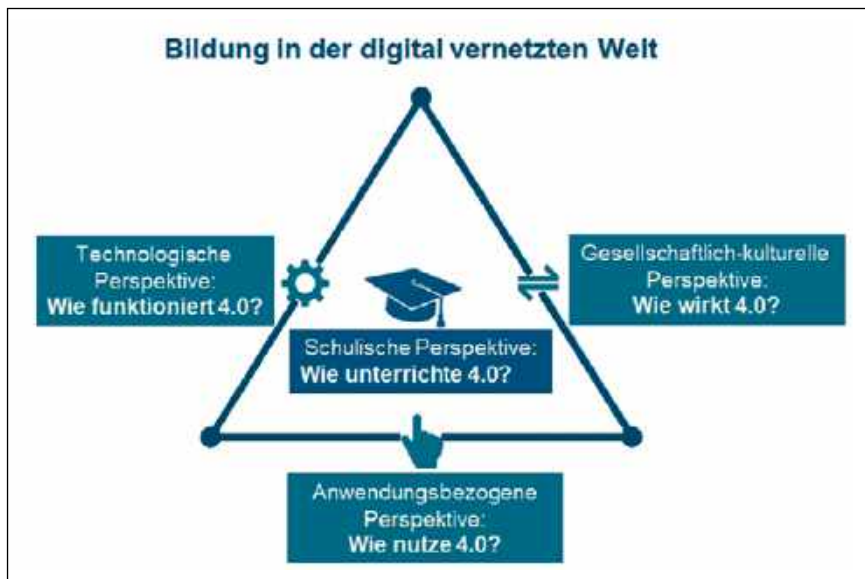 Bildung in der digital vernetzten Welt
Technologische
Perspektive:
Wie funktioniert 4.0?
Gesellschaftlich-kulturelle
Perspektive:
Wie wirkt 4.0?
Schulische Perspektive:
Wie unterrichte 4.0?
Anwendungsbezogene
Perspektive:
Wie nutze 4.0?